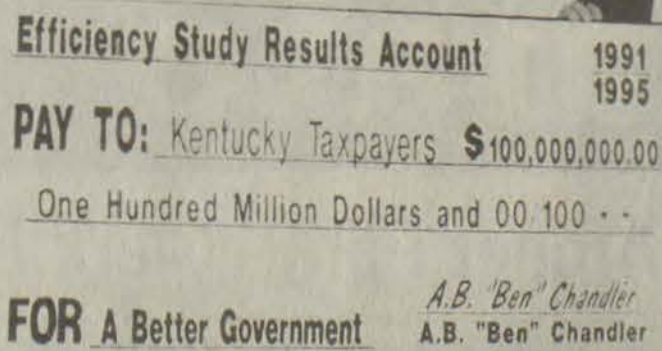 Efficiency Study Results Account 1991
1995
PAY TO: Kentucky Taxpayers $100,000,000.00
One Hundred Million Dollars and 00/100 - -
A.B. "Ben" Chandler
FOR A Better Government A.B. "Ben" Chandler